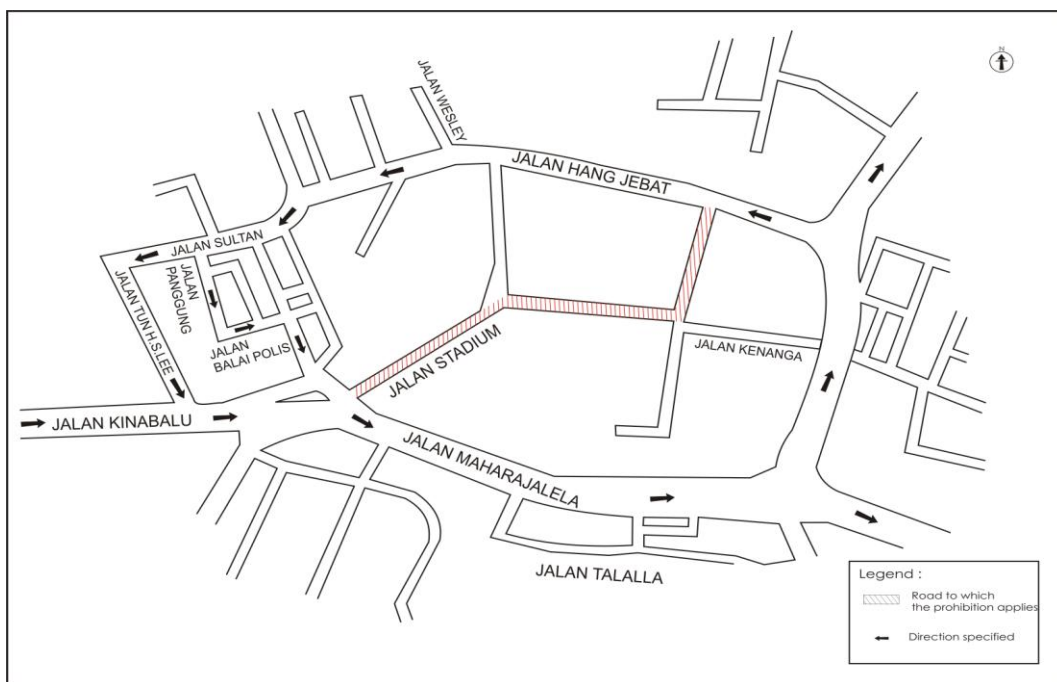 N
JALAN WESLEY
JALAN HANG JEBAT
JALAN SULTAN
JALAN
PANGGUNG
JALAN TUN H.S.LEE
JALAN
BALAI POLIS
JALAN STADIUM
JALAN KENANGA
JALAN KINABALU
JALAN MAHARAJALELA
JALAN TALALLA
Legend :
Road to which
the prohibition applies
Direction specified